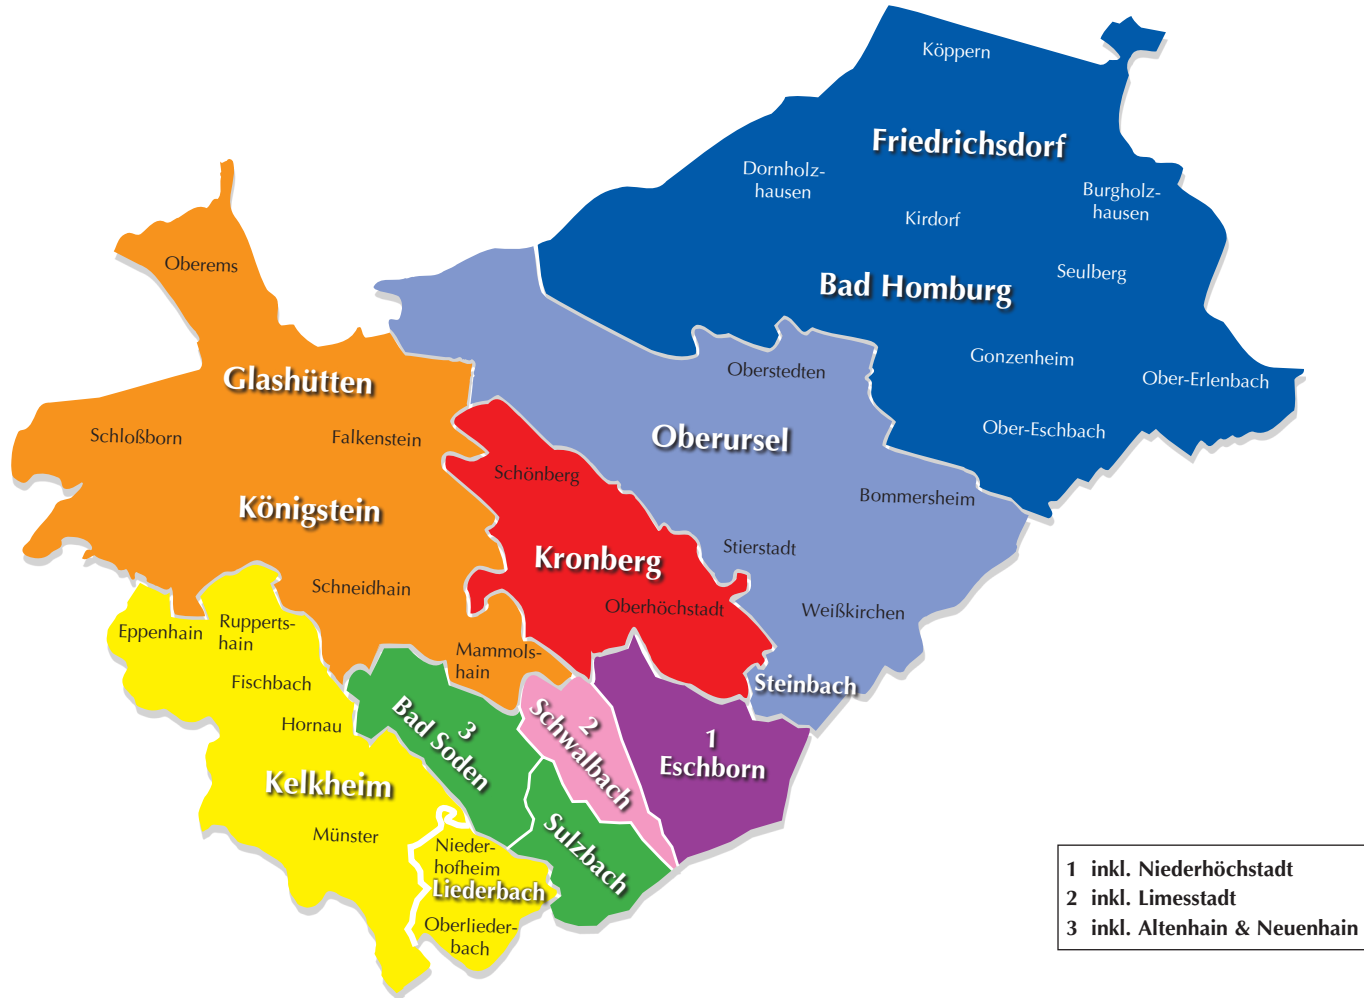 Köppern
Friedrichsdorf
Dornholz-
hausen
Burgholz-
hausen
Kirdorf
Oberems
Seulberg
Bad Homburg
Gonzenheim
Oberstedten
Ober-Erlenbach
Glashütten
Schloßborn
Falkenstein
Oberursel
Ober-Eschbach
Schönberg
Bommersheim
Königstein
Stierstadt
Kronberg
Schneidhain
Oberhöchstadt
Weißkirchen
Eppenhain
Rupperts-
hain
Mammols-
hain
Fischbach
Steinbach
Hornau
3
Bad Soden
2
Schwalbach
1
Eschborn
Kelkheim
Münster
Sulzbach
Nieder-
hofheim
Liederbach
Oberlieder-
bach
1 inkl. Niederhöchstadt
2 inkl. Limesstadt
3 inkl. Altenhain & Neuenhain